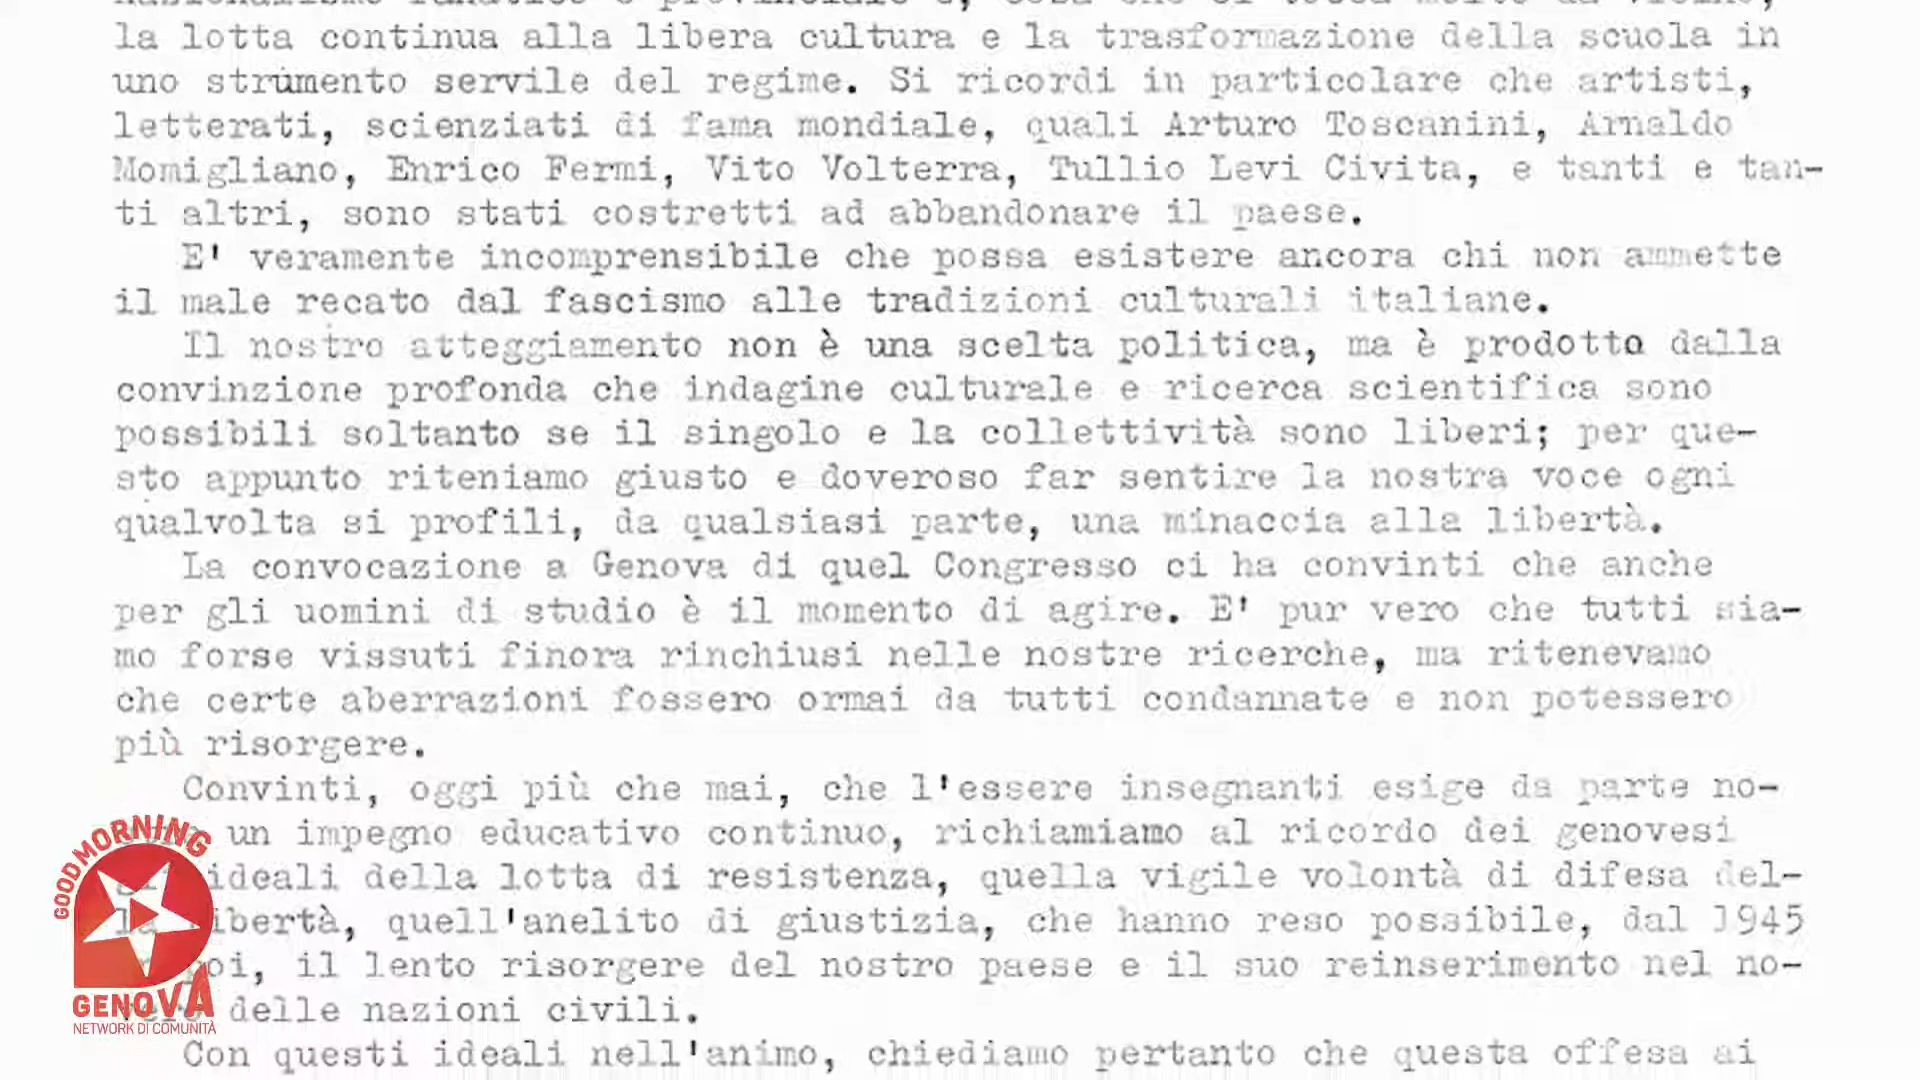 la lotta continua alla libera cultura e la trasformazione della scuola in
uno strumento servile del regime. Si ricordi in particolare che artisti,
letterati, scienziati di fama mondiale, quali Arturo Toscanini, Arnaldo
Momigliano, Enrico Fermi, Vito Volterra, Tullio Levi Civita, e tanti e tan-
ti altri, sono stati costretti ad abbandonare il paese.
E' veramente incomprensibile che possa esistere ancora chi non ammette
il male recato dal fascismo alle tradizioni culturali italiane.
Il nostro atteggiamento non è una scelta politica, ma è prodotto dalla
convinzione profonda che indagine culturale e ricerca scientifica sono
possibili soltanto se il singolo e la collettività sono liberi; per que-
sto appunto riteniamo giusto e doveroso far sentire la nostra voce ogni
qualvolta si profili, da qualsiasi parte, una minaccia alla libertà.
La convocazione a Genova di quel Congresso ci ha convinti che anche
per gli uomini di studio è il momento di agire. E' pur vero che tutti sia-
mo forse vissuti finora rinchiusi nelle nostre ricerche, ma ritenevamo
che certe aberrazioni fossero ormai da tutti condannate e non potessero
più risorgere.
Convinti, oggi più che mai, che l'essere insegnanti esige da parte no-
un impegno educativo continuo, richiamiamo al ricordo dei genovesi
ideali della lotta di resistenza, quella vigile volontà di difesa del-
la libertà, quell'anelito di giustizia, che hanno reso possibile, dal 1945
poi, il lento risorgere del nostro paese e il suo reinserimento nel no-
vero delle nazioni civili.
Con questi ideali nell'animo, chiediamo pertanto che questa offesa ai
GOODMORNING
GENOVA
NETWORK DI COMUNITÀ